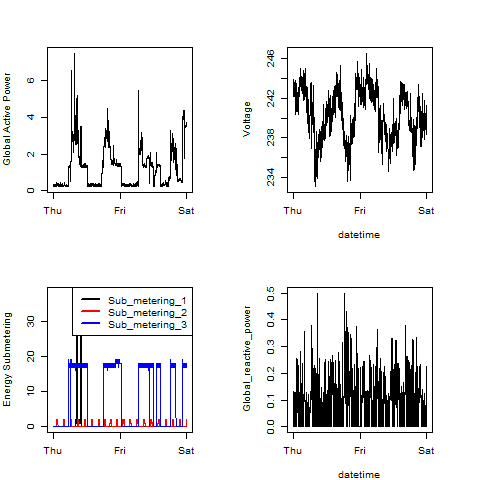 Global Active Power
0 2 4 6
Thu Fri Sat
Voltage
234 238 242 246
Thu Fri Sat
datetime
Energy Submetering
0 10 20 30
Sub_metering_1
Sub_metering_2
Sub_metering_3
Thu Fri Sat
Global_reactive_power
0.0 0.1 0.2 0.3 0.4 0.5
Thu Fri Sat
datetime